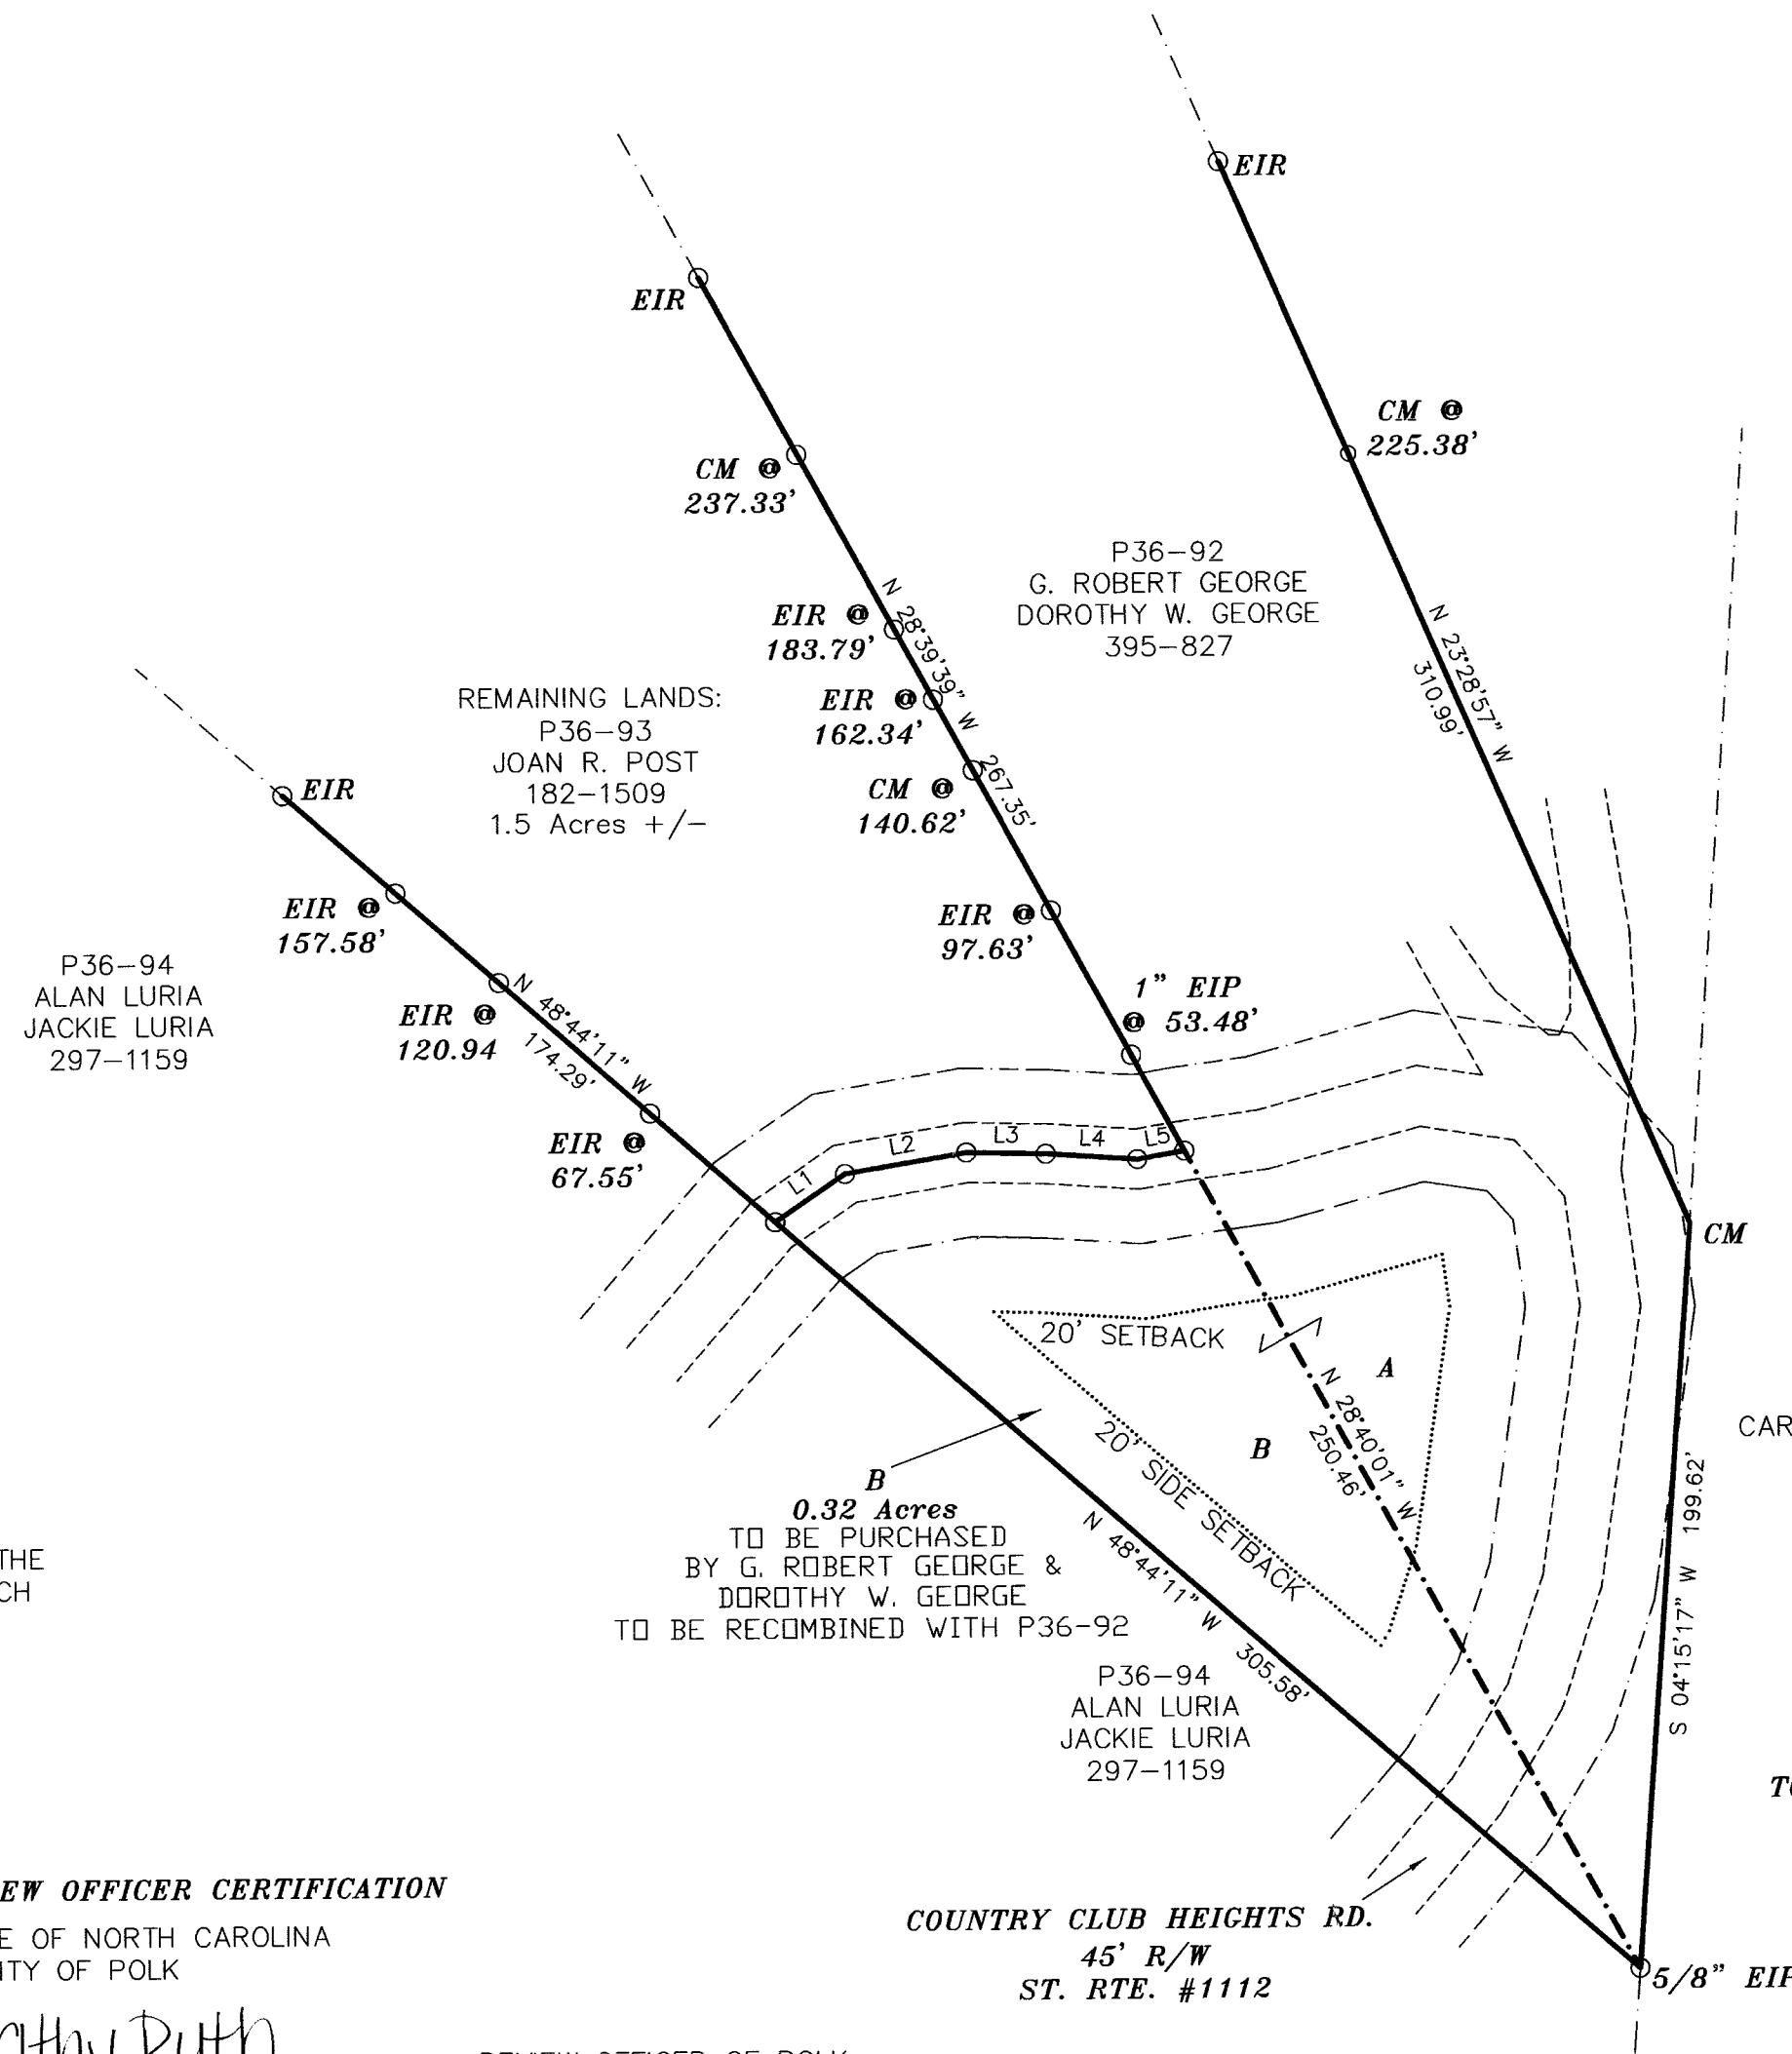 EIR
EIR
CM @
225.38'
CM @
237.33'
P36-92
G. ROBERT GEORGE
DOROTHY W. GEORGE
395-827
N 23°28'57" W
310.99'
EIR @
183.79'
N 28°39'39" W
267.35'
EIR @
162.34'
REMAINING LANDS:
P36-93
JOAN R. POST
182-1509
1.5 Acres +/-
CM @
140.62'
EIR
EIR @
157.58'
EIR @
97.63'
P36-94
ALAN LURIA
JACKIE LURIA
297-1159
EIR @
120.94
N 48°44'11" W
174.29'
1" EIP
@ 53.48'
EIR @
67.55'
L1
L2
L3
L4
L5
CM
20' SETBACK
A
B
N 28°40'01" W
250.46'
20' SIDE SETBACK
CAR
B
0.32 Acres
TO BE PURCHASED
BY G. ROBERT GEORGE &
DOROTHY W. GEORGE
TO BE RECOMBINED WITH P36-92
N 48°44'11" W 305.58'
S 04°15'17" W 199.62'
THE
CH
P36-94
ALAN LURIA
JACKIE LURIA
297-1159
EW OFFICER CERTIFICATION
E OF NORTH CAROLINA
TY OF POLK
COUNTRY CLUB HEIGHTS RD.
45' R/W
ST. RTE. #1112
5/8" EIP
REVIEW OFFICER OF POLK